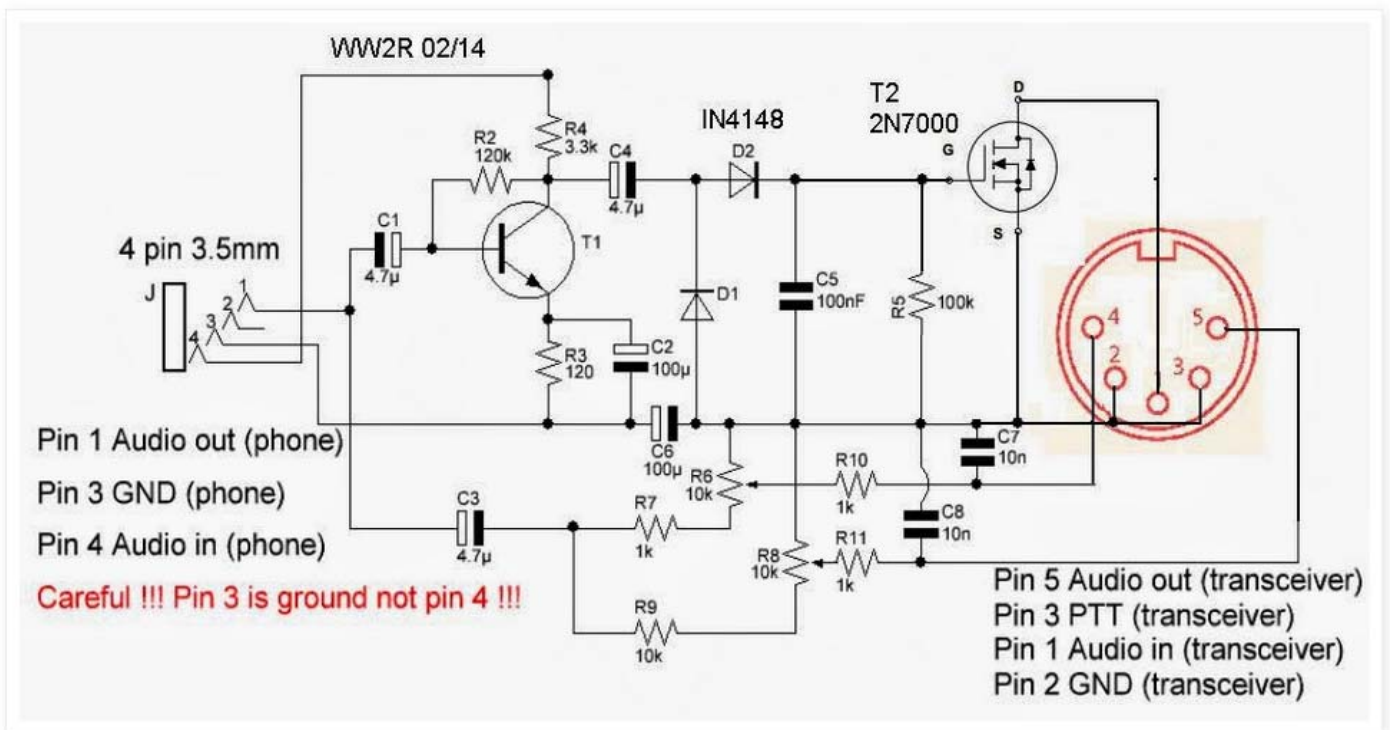 WW2R 02/14
T2
2N7000
IN4148
D
G
S
R2
120k
R4
3.3k
C4
4.7µ
D2
C1
4.7µ
T1
4 pin 3.5mm
J
1
2
3
4
D1
C5
100nF
R5
100k
4
5
2
3
R3
120
C2
100µ
C6
100µ
C7
10n
Pin 1 Audio out (phone)
Pin 3 GND (phone)
Pin 4 Audio in (phone)
Careful !!! Pin 3 is ground not pin 4 !!!
R6
10k
R10
1k
C3
4.7µ
R7
1k
C8
10n
R8
10k
R11
1k
R9
10k
Pin 5 Audio out (transceiver)
Pin 3 PTT (transceiver)
Pin 1 Audio in (transceiver)
Pin 2 GND (transceiver)